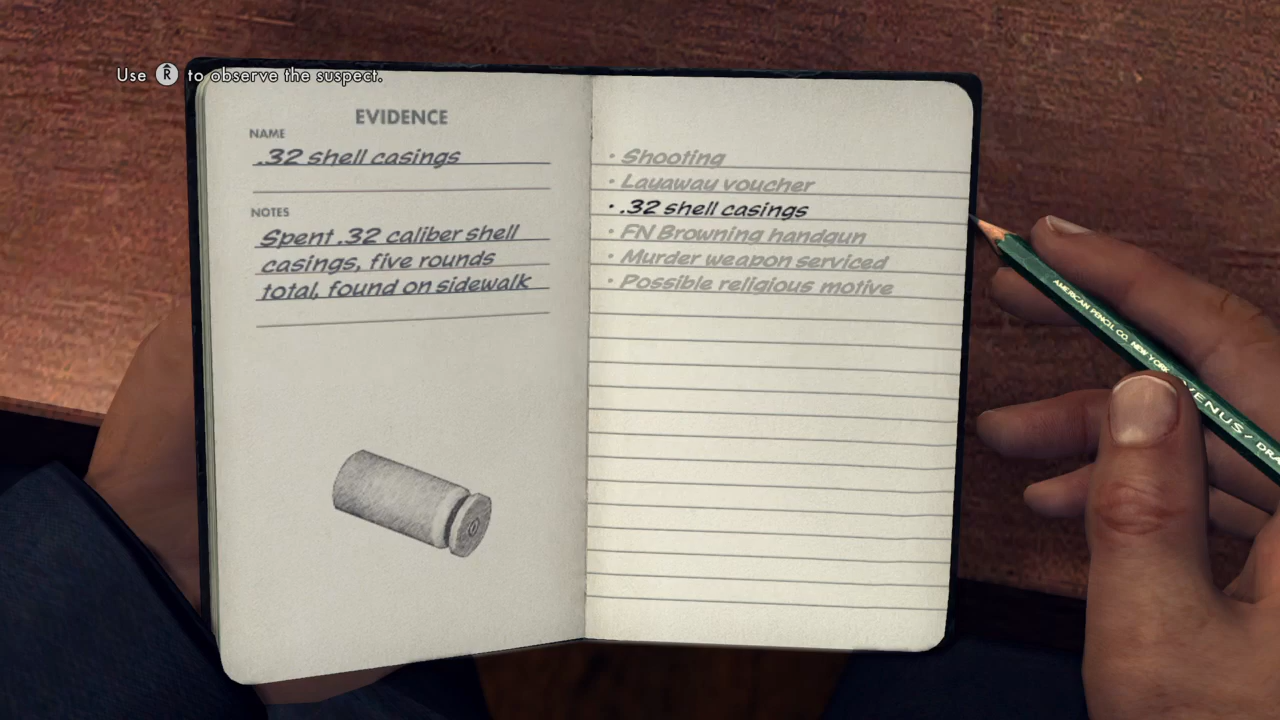 Use R to observe the suspect.
EVIDENCE
NAME
.32 shell casings
NOTES
Spent .32 caliber shell
casings, five rounds
total, found on sidewalk
• Shooting
• Layaway voucher
• .32 shell casings
• FN Browning handgun
• Murder weapon serviced
• Possible religious motive
AMERICAN PENCIL CO. NEW YORK
VENUS/ DRA